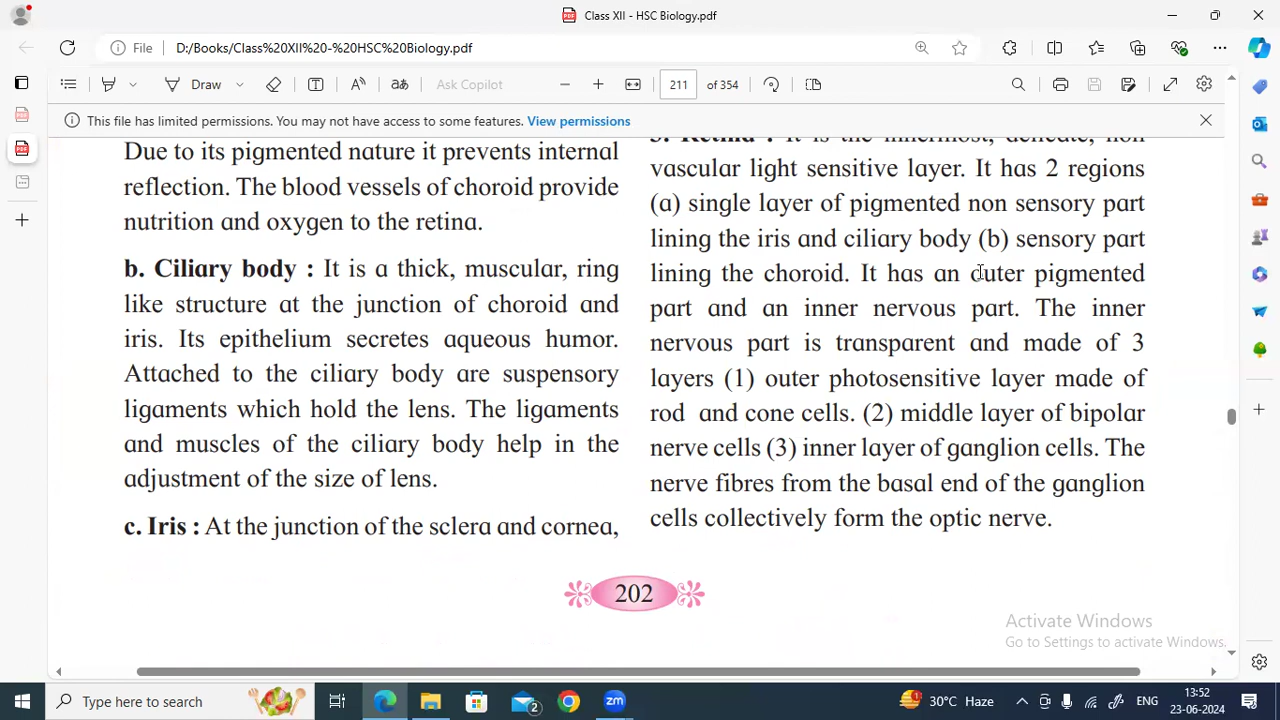 Class XII - HSC Biology.pdf
File
D:/Books/Class%20XII%20-%20HSC%20Biology.pdf
Draw
Ask Copilot
211
of 354
This file has limited permissions. You may not have access to some features. View permissions
Due to its pigmented nature it prevents internal
reflection. The blood vessels of choroid provide
nutrition and oxygen to the retina.
b. Ciliary body : It is a thick, muscular, ring
like structure at the junction of choroid and
iris. Its epithelium secretes aqueous humor.
Attached to the ciliary body are suspensory
ligaments which hold the lens. The ligaments
and muscles of the ciliary body help in the
adjustment of the size of lens.
c. Iris : At the junction of the sclera and cornea,
3. Retina : It is the innermost, delicate, non
vascular light sensitive layer. It has 2 regions
(a) single layer of pigmented non sensory part
lining the iris and ciliary body (b) sensory part
lining the choroid. It has an outer pigmented
part and an inner nervous part. The inner
nervous part is transparent and made of 3
layers (1) outer photosensitive layer made of
rod and cone cells. (2) middle layer of bipolar
nerve cells (3) inner layer of ganglion cells. The
nerve fibres from the basal end of the ganglion
cells collectively form the optic nerve.
202
Activate Windows
Go to Settings to activate Windows.
Type here to search
2
zm
30°C Haze
ENG
13:52
23-06-2024